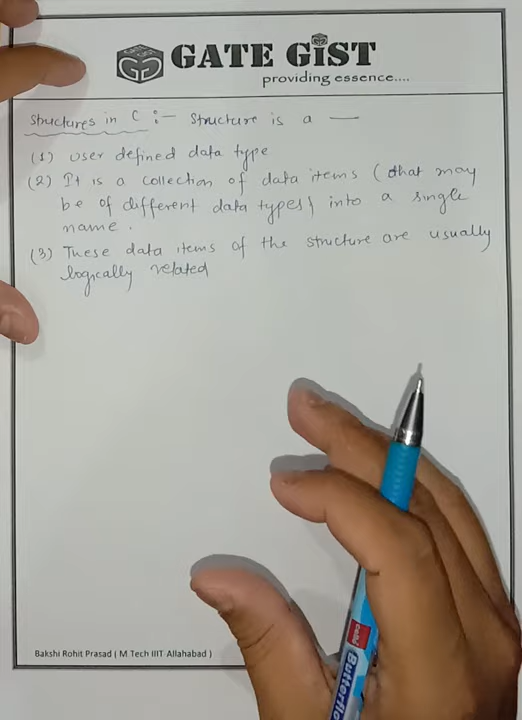 GATE GIST
providing essence....
Structures in C :- Structure is a —
(1) User defined data type
(2) It is a collection of data items (that may
be of different data types) into a single
name.
(3) These data items of the structure are usually
logically related
Bakshi Rohit Prasad ( M.Tech IIIT-Allahabad )
cello
Butterflo